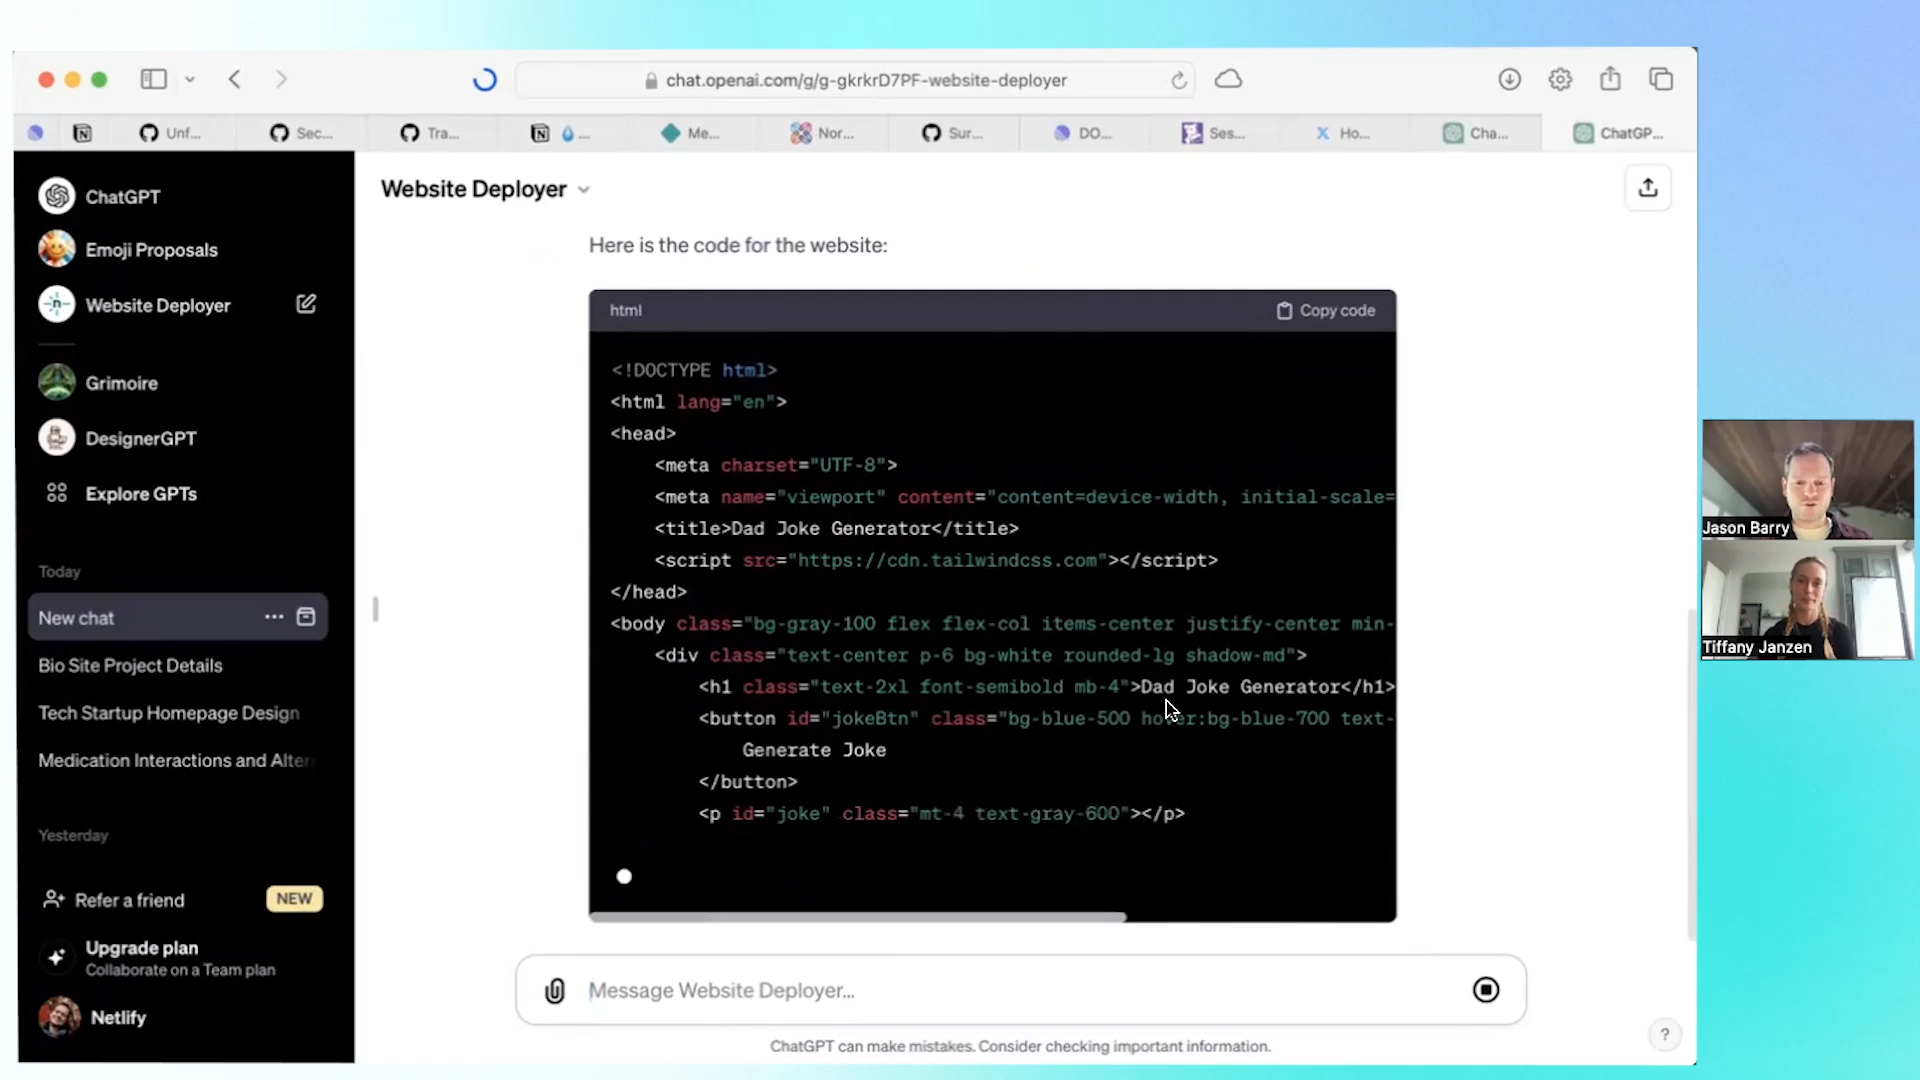 chat.openai.com/g/g-gkrkrD7PF-website-deployer
Unf...
Sec...
Tra...
...
Me...
Nor...
Sur...
DO...
Ses...
Ho...
Cha...
ChatGP...
ChatGPT
Emoji Proposals
Website Deployer
Grimoire
DesignerGPT
Explore GPTs
Today
New chat
Bio Site Project Details
Tech Startup Homepage Design
Medication Interactions and Alter
Yesterday
Refer a friend
NEW
Upgrade plan
Collaborate on a Team plan
Netlify
Website Deployer
Here is the code for the website:
html
Copy code
<!DOCTYPE html>
<html lang="en">
<head>
<meta charset="UTF-8">
<meta name="viewport" content="content=device-width, initial-scale=
<title>Dad Joke Generator</title>
<script src="https://cdn.tailwindcss.com"></script>
</head>
<body class="bg-gray-100 flex flex-col items-center justify-center min-
<div class="text-center p-6 bg-white rounded-lg shadow-md">
<h1 class="text-2xl font-semibold mb-4">Dad Joke Generator</h1>
<button id="jokeBtn" class="bg-blue-500 hover:bg-blue-700 text-
Generate Joke
</button>
<p id="joke" class="mt-4 text-gray-600"></p>
Message Website Deployer...
ChatGPT can make mistakes. Consider checking important information.
?
Jason Barry
Tiffany Janzen